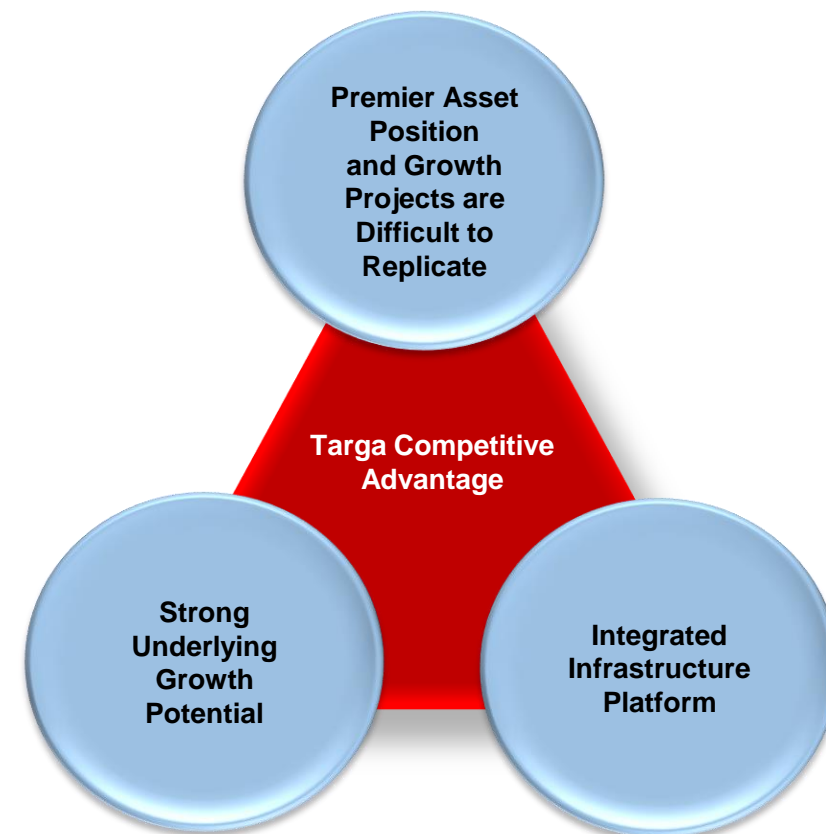 Premier Asset
Position
and Growth
Projects are
Difficult to
Replicate
Targa Competitive
Advantage
Strong
Underlying
Growth
Potential
Integrated
Infrastructure
Platform